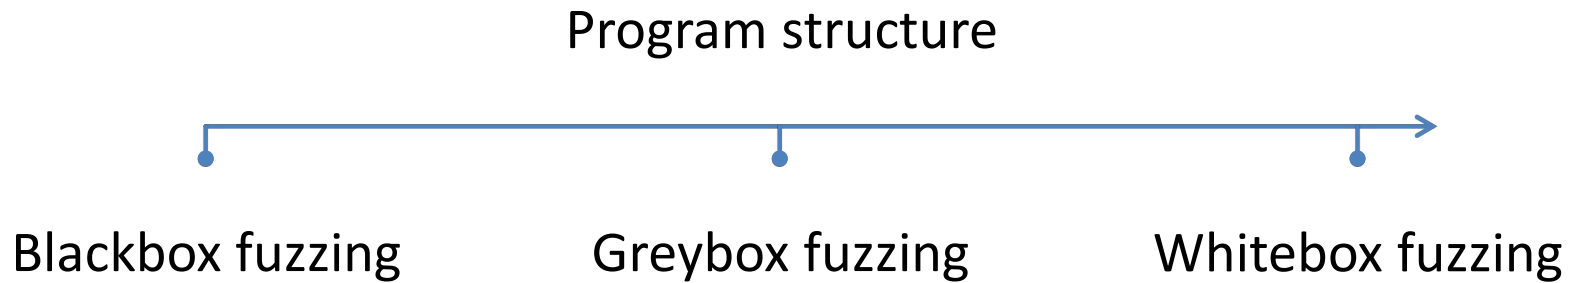 Program structure
Blackbox fuzzing
Greybox fuzzing
Whitebox fuzzing